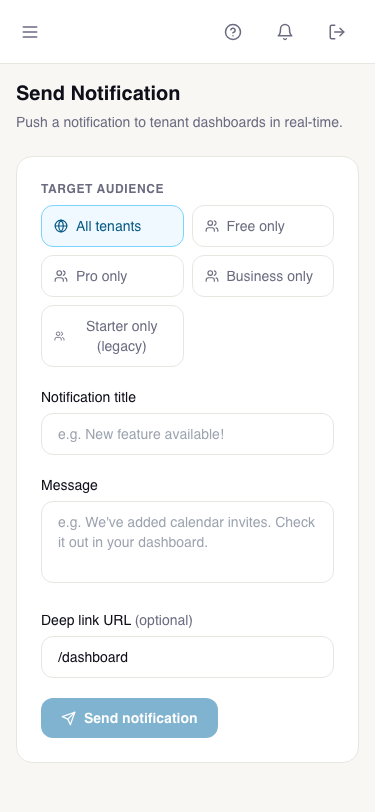 Send Notification
Push a notification to tenant dashboards in real-time.
TARGET AUDIENCE
All tenants
Free only
Pro only
Business only
Starter only
(legacy)
Notification title
e.g. New feature available!
Message
e.g. We've added calendar invites. Check
it out in your dashboard.
Deep link URL (optional)
/dashboard
Send notification